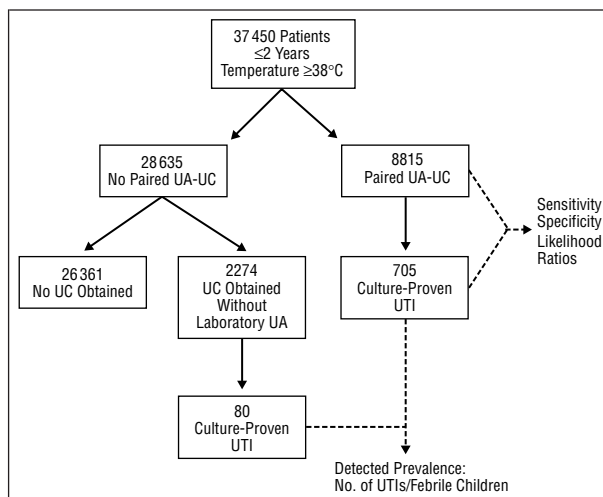 37 450 Patients
≤2 Years
Temperature ≥38°C
28 635
No Paired UA-UC
8815
Paired UA-UC
Sensitivity
Specificity
Likelihood
Ratios
26 361
No UC Obtained
2274
UC Obtained
Without
Laboratory UA
705
Culture-Proven
UTI
80
Culture-Proven
UTI
Detected Prevalence:
No. of UTIs/Febrile Children